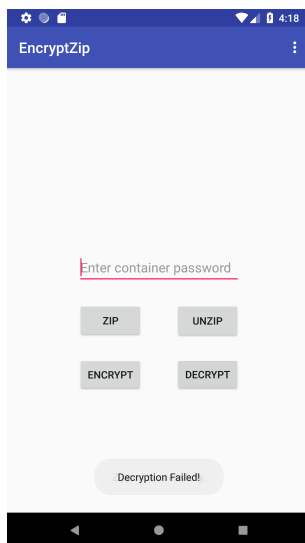 4:18
EncryptZip
Enter container password
ZIP UNZIP
ENCRYPT DECRYPT
Decryption Failed!